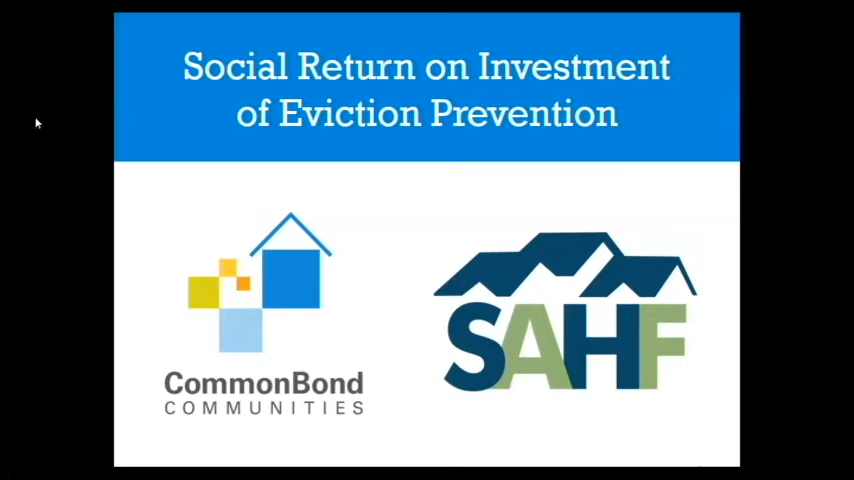 Social Return on Investment
of Eviction Prevention
CommonBond
COMMUNITIES
SAHF